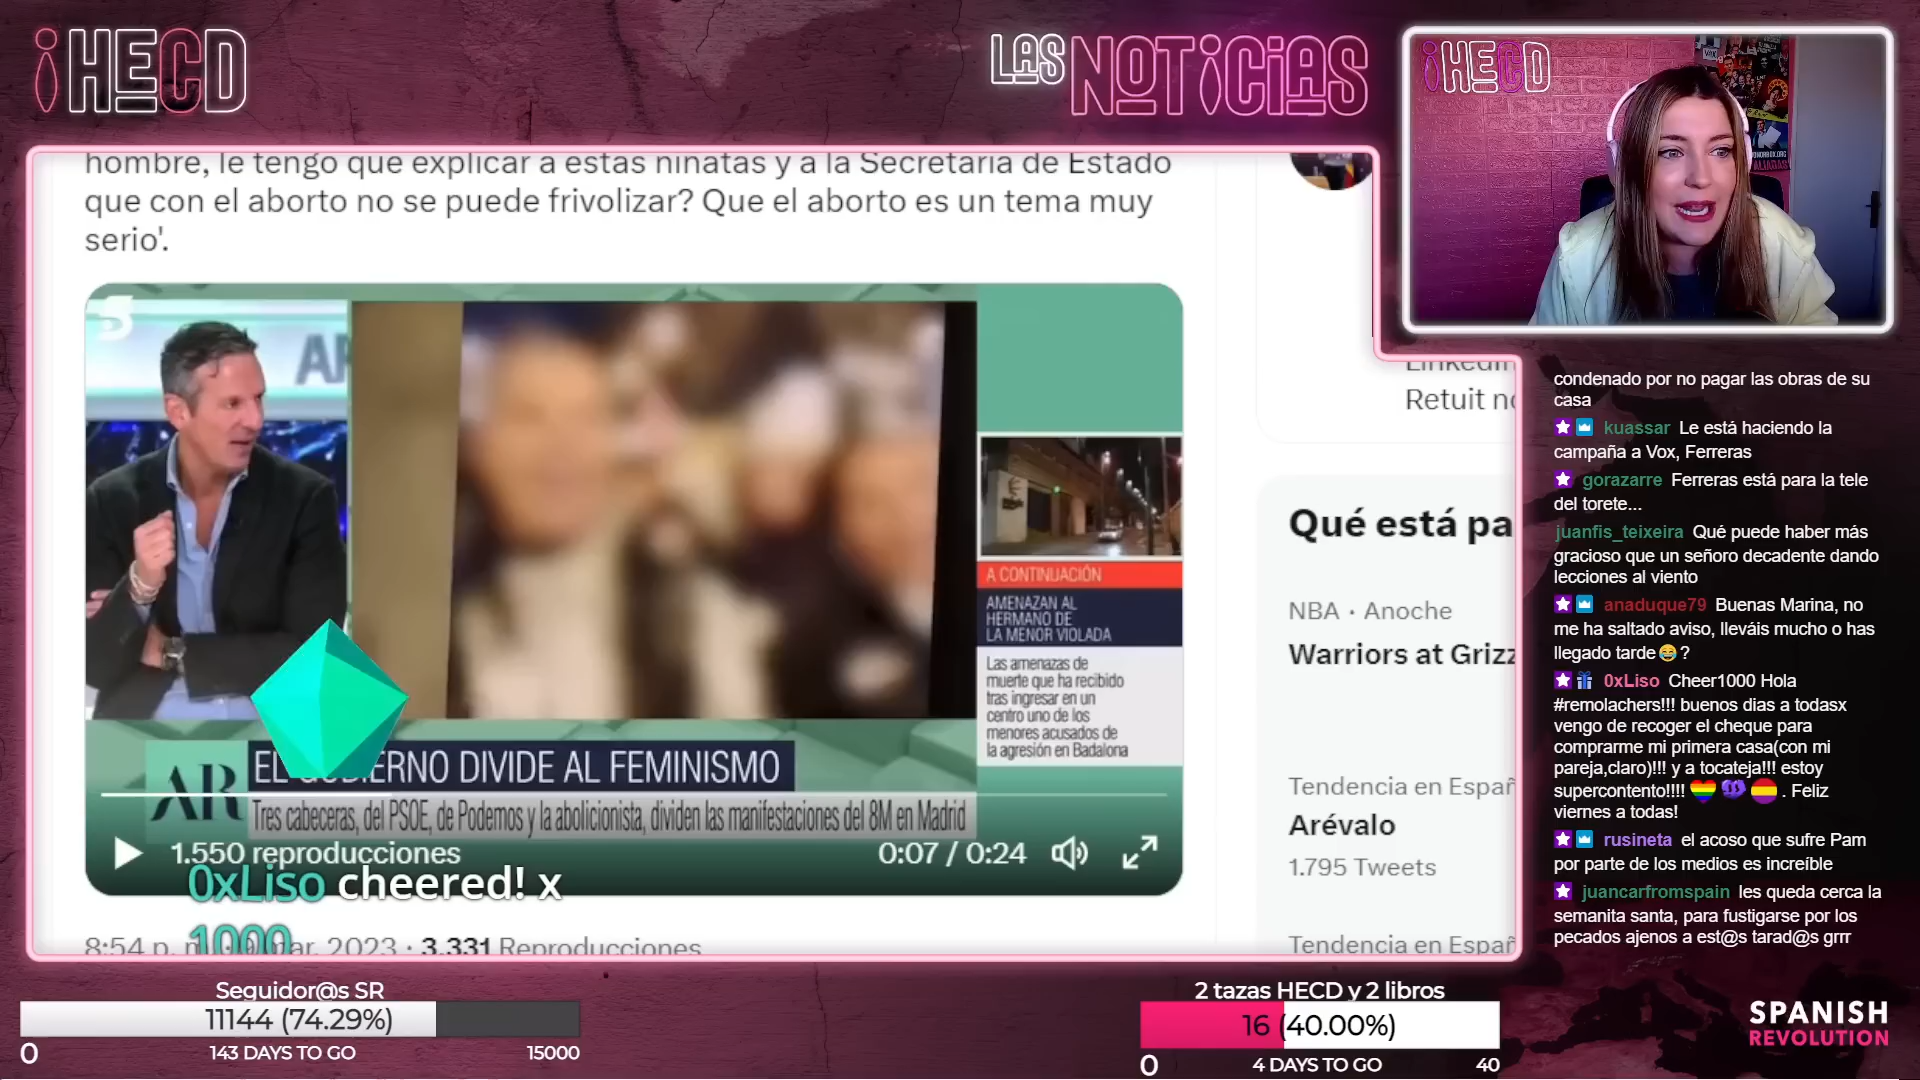 ¡HECD
LAS NOTICIAS
¡HECD
hombre, le tengo que explicar a estas niñatas y a la Secretaria de Estado
que con el aborto no se puede frivolizar? Que el aborto es un tema muy
serio'.
5
AR
A CONTINUACIÓN
AMENAZAN AL
HERMANO DE
LA MENOR VIOLADA
Las amenazas de
muerte que ha recibido
tras ingresar en un
centro uno de los
menores acusados de
la agresión en Badalona
AR
EL GOBIERNO DIVIDE AL FEMINISMO
Tres cabeceras, del PSOE, de Podemos y la abolicionista, dividen las manifestaciones del 8M en Madrid
1.550 reproducciones
0:07 / 0:24
0xLiso cheered! x
1000
8:54 p. m. · 9 mar. 2023 · 3.331 Reproducciones
LinkedIn
Retuit no
Qué está pa
NBA · Anoche
Warriors at Grizz
Tendencia en Españ
Arévalo
1.795 Tweets
Tendencia en Españ
condenado por no pagar las obras de su
casa
kuassar Le está haciendo la
campaña a Vox, Ferreras
gorazarre Ferreras está para la tele
del torete...
juanfis_teixeira Qué puede haber más
gracioso que un señoro decadente dando
lecciones al viento
anaduque79 Buenas Marina, no
me ha saltado aviso, lleváis mucho o has
llegado tarde😂?
0xLiso Cheer1000 Hola
#remolachers!!! buenos dias a todasx
vengo de recoger el cheque para
comprarme mi primera casa(con mi
pareja,claro)!!! y a tocateja!!! estoy
supercontento!!!! . Feliz
viernes a todas!
rusineta el acoso que sufre Pam
por parte de los medios es increíble
juancarfromspain les queda cerca la
semanita santa, para fustigarse por los
pecados ajenos a est@s tarad@s grrr
Seguidor@s SR
11144 (74.29%)
0
143 DAYS TO GO
15000
2 tazas HECD y 2 libros
16 (40.00%)
0
4 DAYS TO GO
40
SPANISH
REVOLUTION